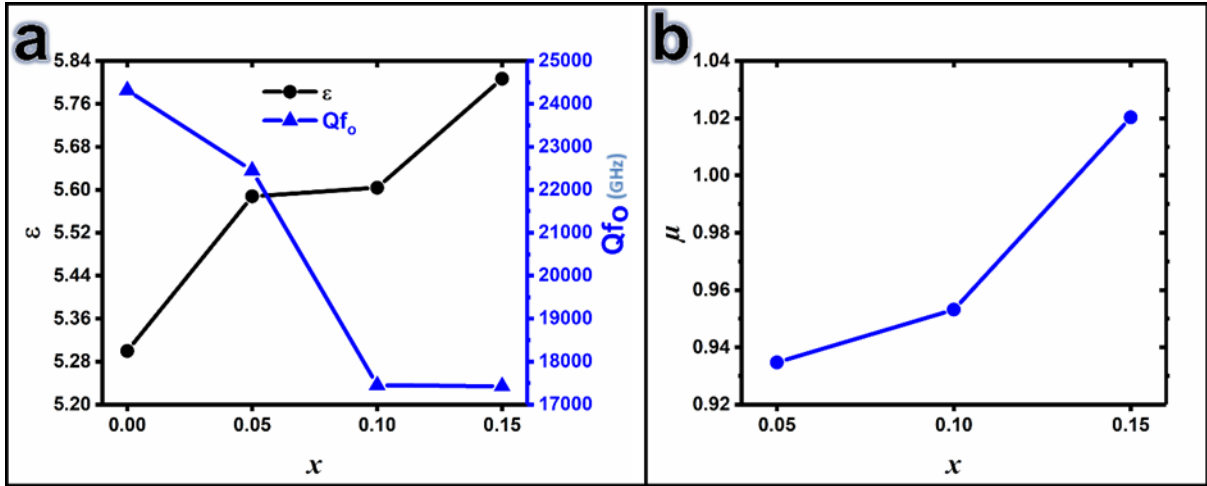 a
5.84
5.76
5.68
5.60
5.52
5.44
5.36
5.28
5.20
ε
ε
Qfo
25000
24000
23000
22000
21000
20000
19000
18000
17000
Qfo (GHz)
0.00 0.05 0.10 0.15
x
b
1.04
1.02
1.00
0.98
0.96
0.94
0.92
μ
0.05 0.10 0.15
x